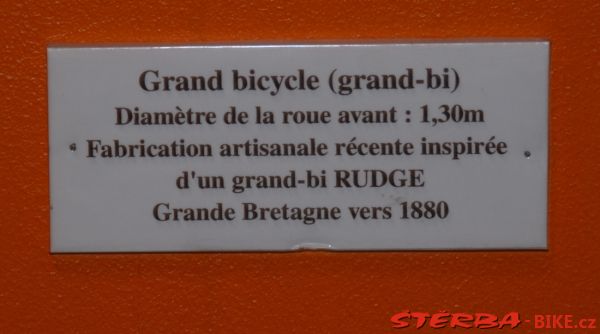 Grand bicycle (grand-bi)
Diamètre de la roue avant : 1,30m
Fabrication artisanale récente inspirée
d'un grand-bi RUDGE
Grande Bretagne vers 1880
STERBA-BIKE.cz